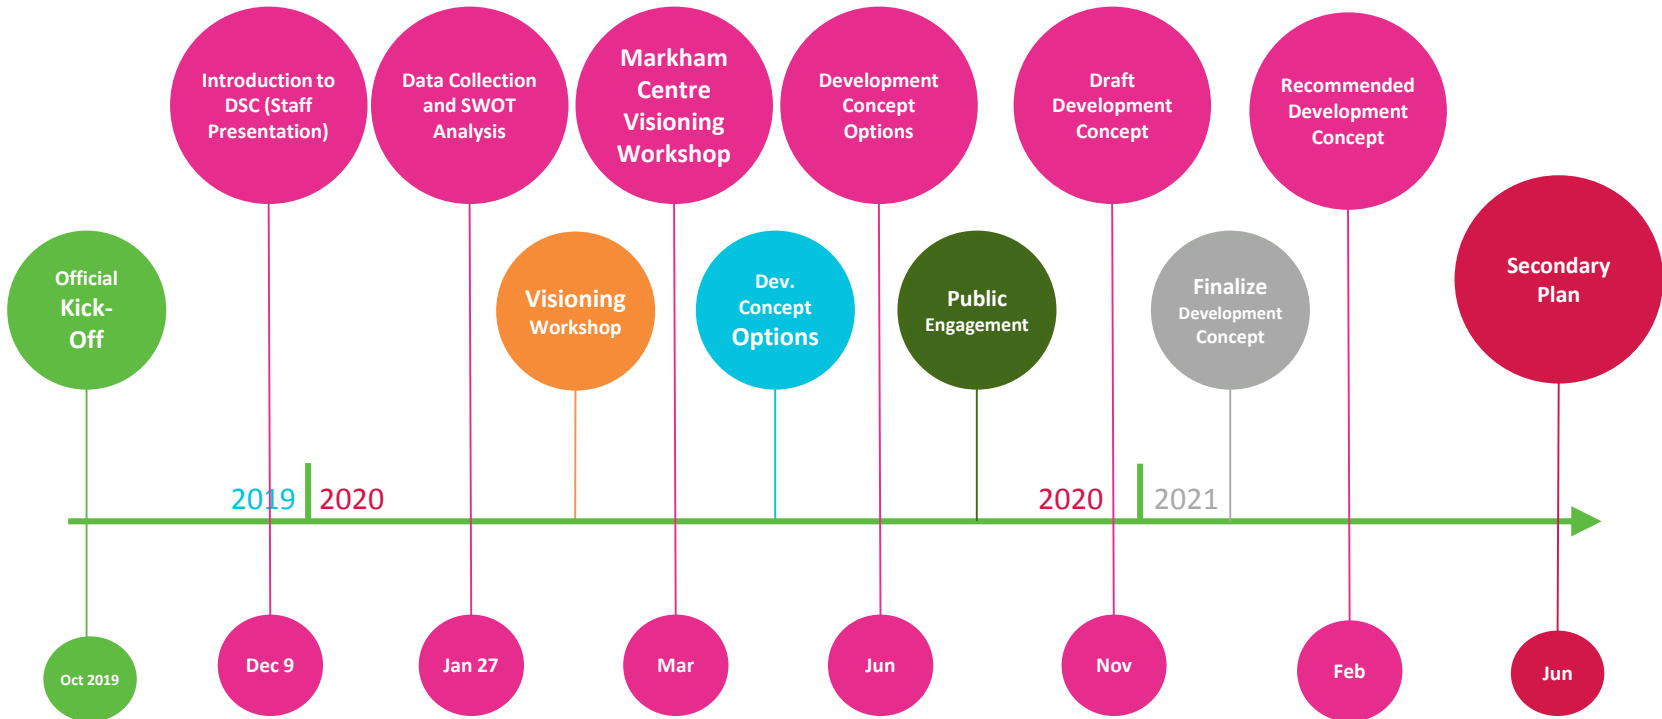 Introduction to
DSC (Staff
Presentation)
Data Collection
and SWOT
Analysis
Markham
Centre
Visioning
Workshop
Development
Concept
Options
Draft
Development
Concept
Recommended
Development
Concept
Official
Kick-
Off
Visioning
Workshop
Dev.
Concept
Options
Public
Engagement
Finalize
Development
Concept
Secondary
Plan
2019
2020
2020
2021
Oct 2019
Dec 9
Jan 27
Mar
Jun
Nov
Feb
Jun